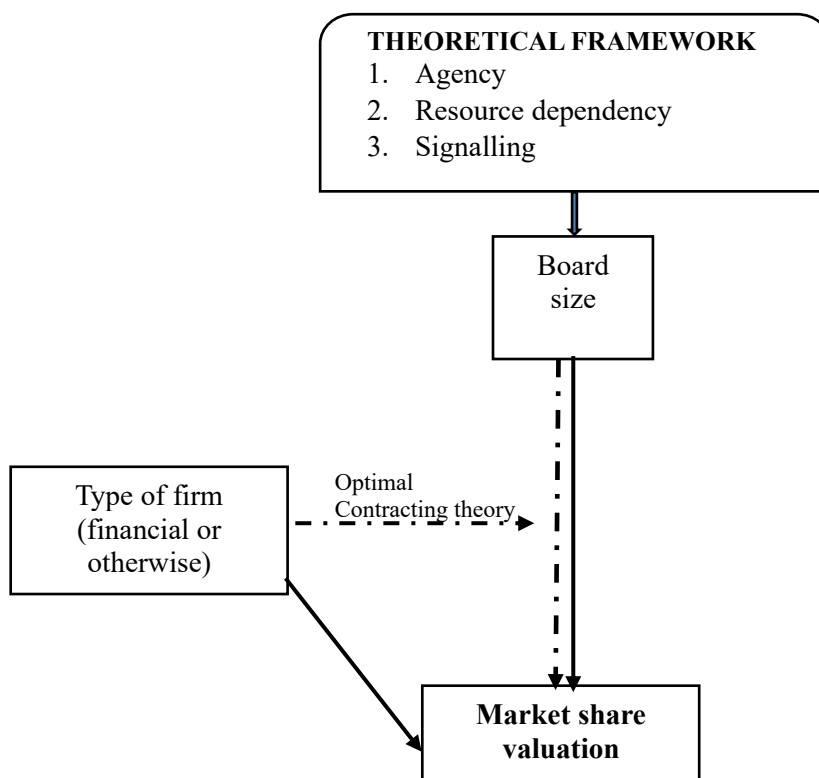 THEORETICAL FRAMEWORK
1. Agency
2. Resource dependency
3. Signalling
Board
size
Optimal
Contracting theory
Type of firm
(financial or
otherwise)
Market share
valuation